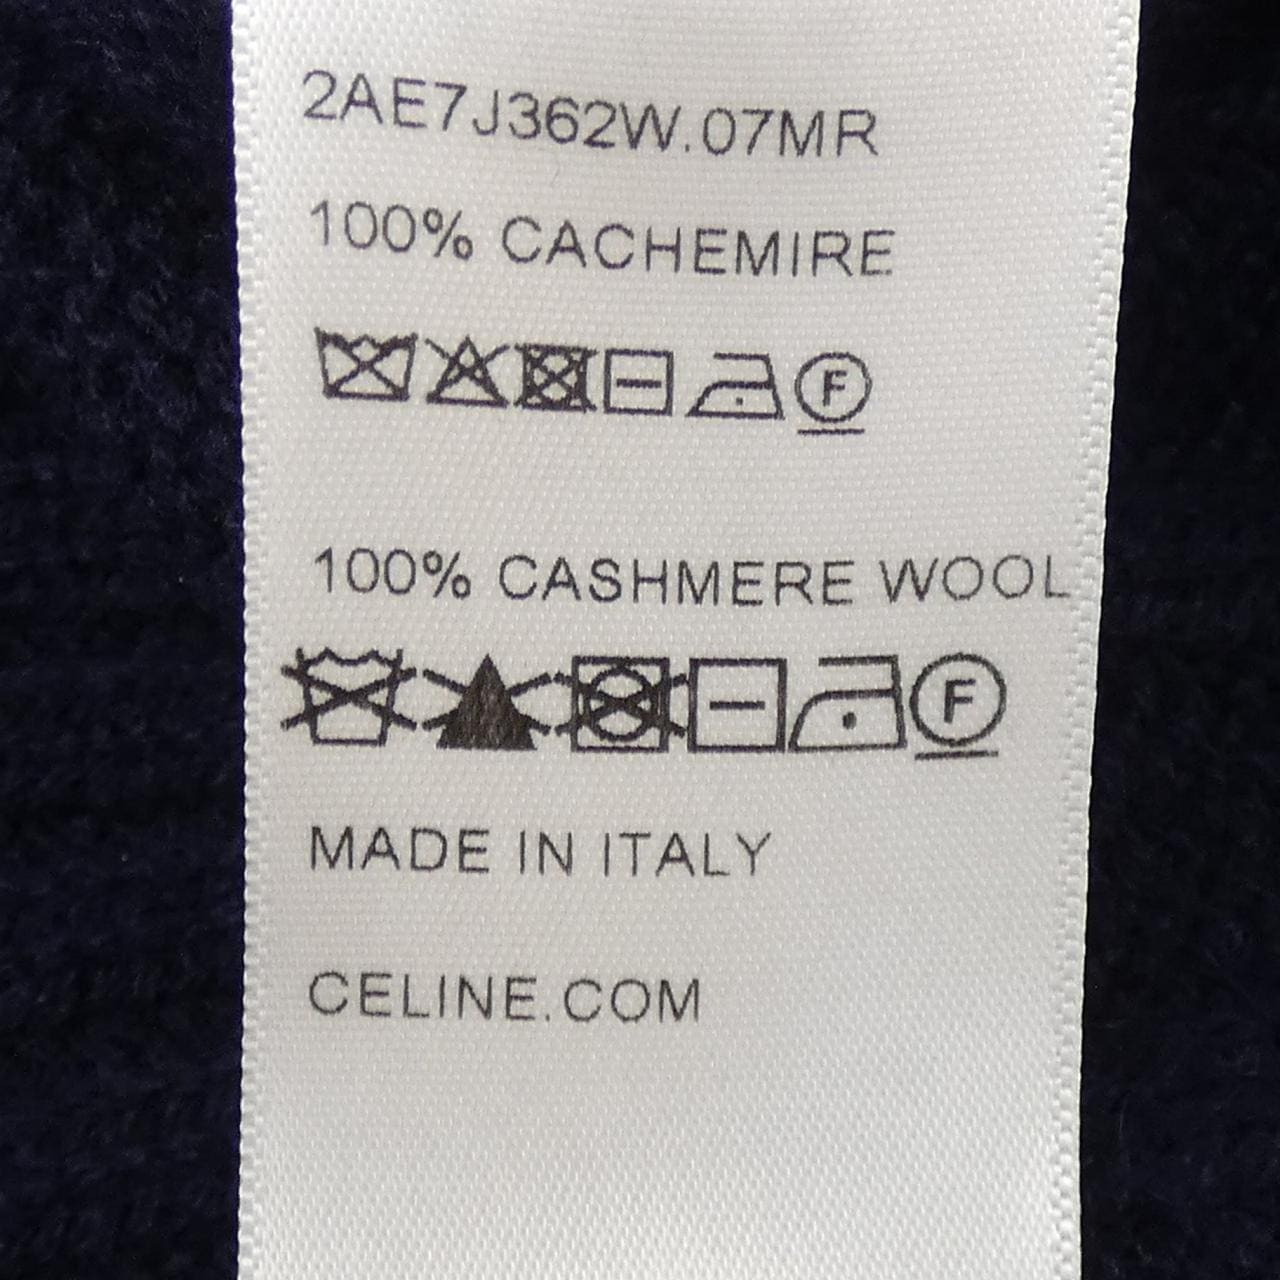 2AE7J362W.07MR
100% CACHEMIRE
F
100% CASHMERE WOOL
F
MADE IN ITALY
CELINE.COM